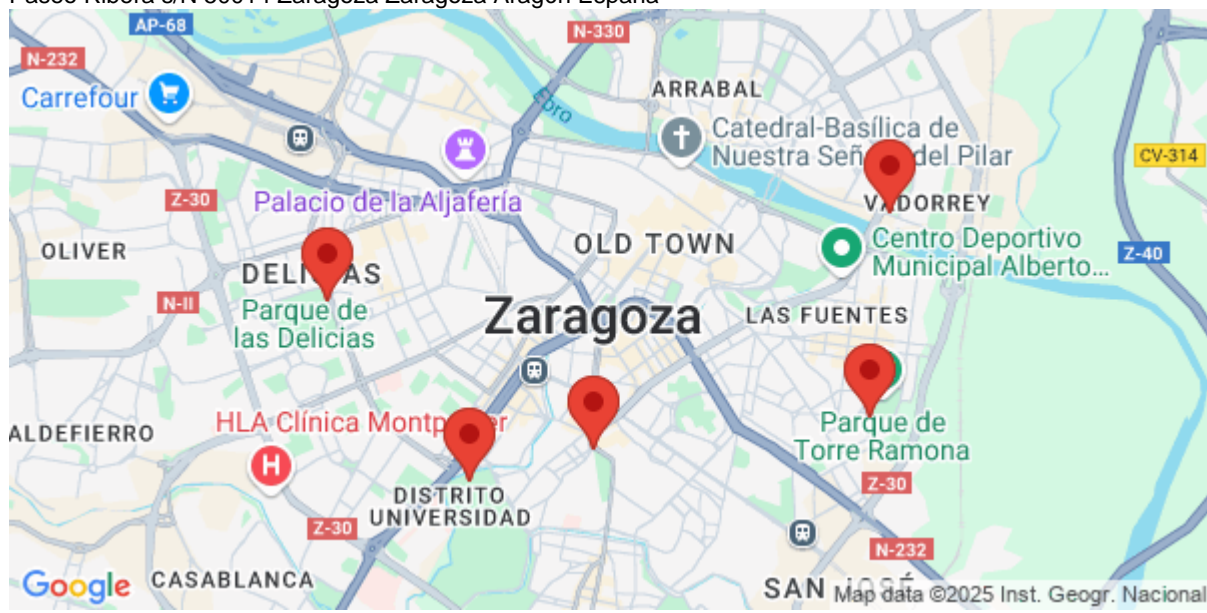 AP-68
N-330
N-232
Carrefour
ARRABAL
Ebro
Catedral-Basílica de
Nuestra Señ del Pilar
CV-314
Z-30
Palacio de la Aljafería
VADORREY
OLIVER
OLD TOWN
Centro Deportivo
Municipal Alberto...
Z-40
DELICIAS
N-II
Parque de
las Delicias
Zaragoza
LAS FUENTES
ALDEFIERRO
HLA Clínica Montp er
H
Parque de
Torre Ramona
Z-30
DISTRITO
UNIVERSIDAD
Z-30
N-232
Google
CASABLANCA
SAN JOSÉ
Map data ©2025 Inst. Geogr. Nacional